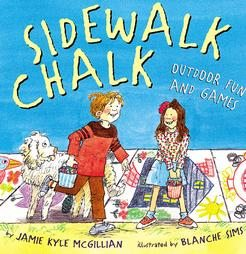 SIDEWALK
CHALK
OUTDOOR FUN
AND GAMES
by JAMIE KYLE MCGILLIAN illustrated by BLANCHE SIMS